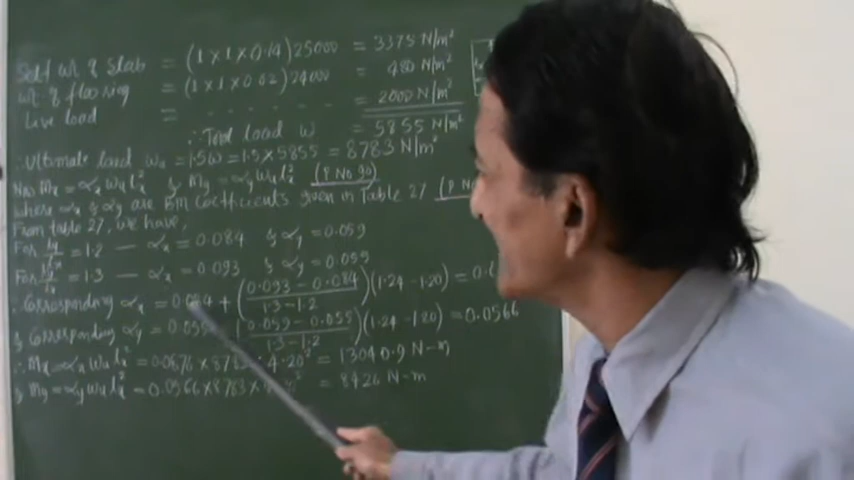 Self wt of slab = (1×1×0.14)25000 = 3375 N/m²
wt of flooring = (1×1×0.02)24000 = 480 N/m²
Live load = - - - - - - = 2000 N/m²
∴ Total load w = 5855 N/m²
∴ Ultimate load wu = 1.5w = 1.5×5855 = 8783 N/m²
Now Mx = αx wu lx² & My = αy wu lx² (P No 90)
Where αx & αy are BM Coefficients given in Table 27 (P No
From table 27, we have,
For ly/lx = 1.2 — αx = 0.084 & αy = 0.059
For ly/lx = 1.3 — αx = 0.093 & αy = 0.059
∴ Corresponding αx = 0.084 + (0.093 - 0.084 / 1.3 - 1.2)(1.24 - 1.20) =
& Corresponding αy = 0.059 (0.059 - 0.055 / 1.3 - 1.2)(1.24 - 1.20) = 0.0566
∴ Mx = αx wu lx² = 0.0876 × 878 4.20² = 13040.9 N-m
& My = αy wu lx² = 0.0566×8783× = 8426 N-m